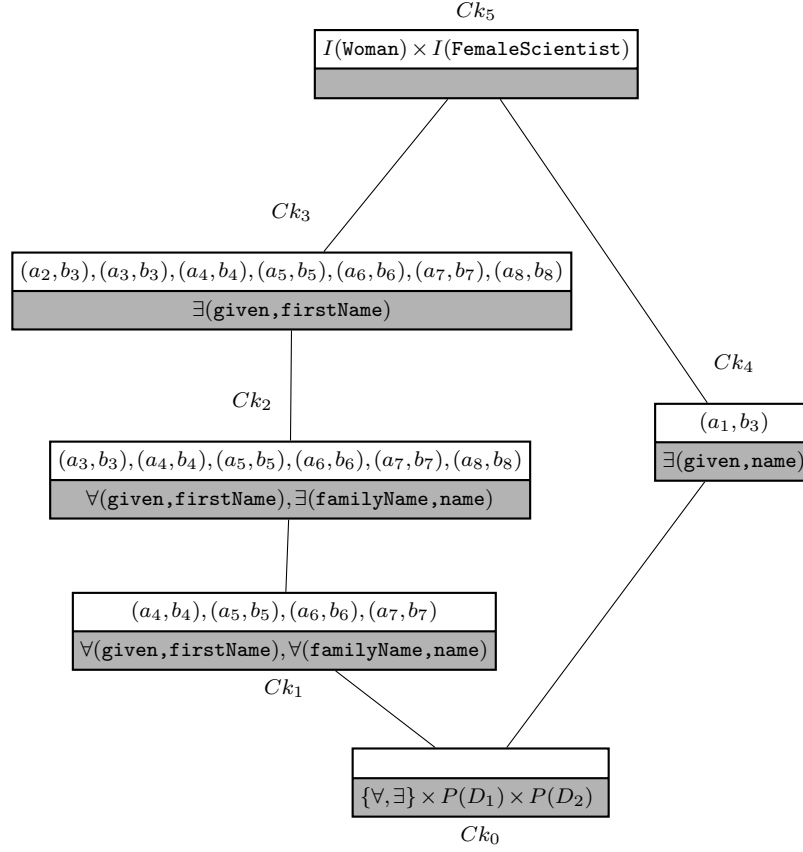 Ck₅
I(Woman) × I(FemaleScientist)
Ck₃
(a₂,b₃),(a₃,b₃),(a₄,b₄),(a₅,b₅),(a₆,b₆),(a₇,b₇),(a₈,b₈)
∃(given,firstName)
Ck₄
(a₁,b₃)
∃(given,name)
Ck₂
(a₃,b₃),(a₄,b₄),(a₅,b₅),(a₆,b₆),(a₇,b₇),(a₈,b₈)
∀(given,firstName),∃(familyName,name)
(a₄,b₄),(a₅,b₅),(a₆,b₆),(a₇,b₇)
∀(given,firstName),∀(familyName,name)
Ck₁
{∀,∃} × P(D₁) × P(D₂)
Ck₀